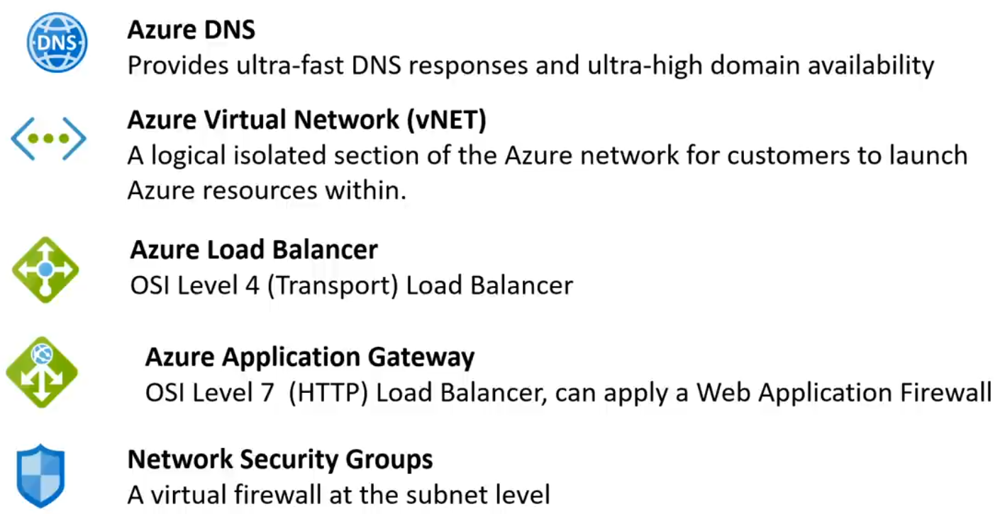 DNS
Azure DNS
Provides ultra-fast DNS responses and ultra-high domain availability
Azure Virtual Network (vNET)
A logical isolated section of the Azure network for customers to launch
Azure resources within.
Azure Load Balancer
OSI Level 4 (Transport) Load Balancer
Azure Application Gateway
OSI Level 7 (HTTP) Load Balancer, can apply a Web Application Firewall
Network Security Groups
A virtual firewall at the subnet level